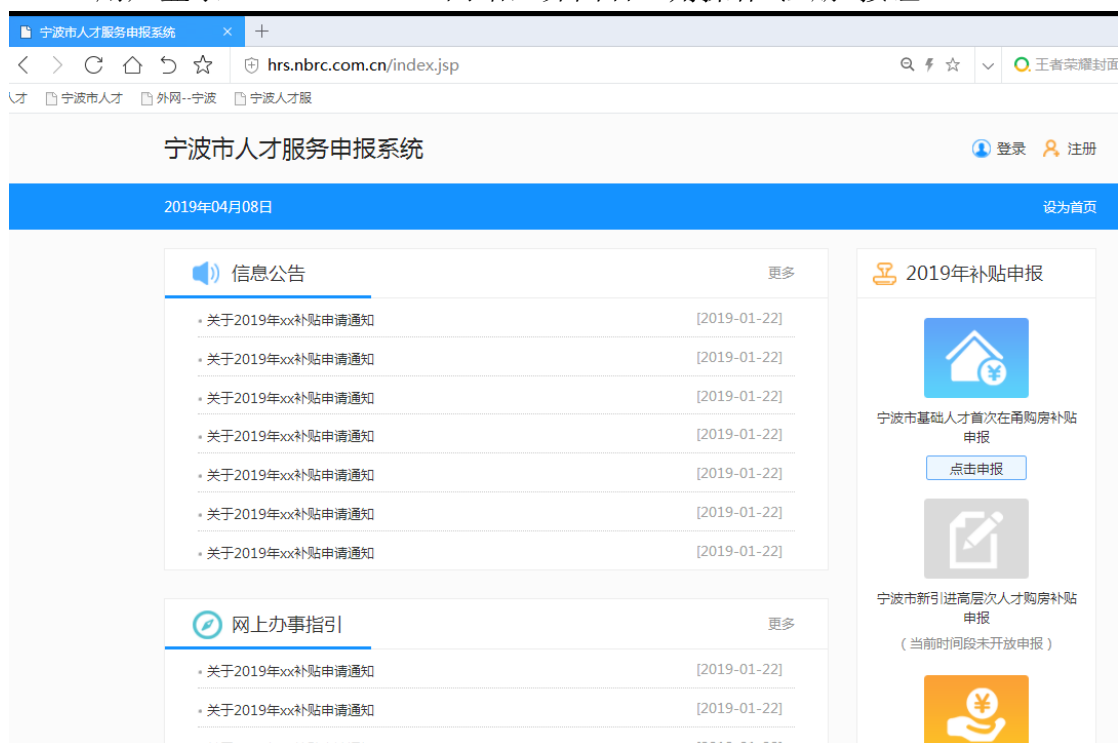 宁波市人才服务申报系统
hrs.nbrc.com.cn/index.jsp
王者荣耀封面
人才 宁波市人才 外网--宁波 宁波人才服
宁波市人才服务申报系统
登录 注册
2019年04月08日
设为首页
信息公告 更多
关于2019年xx补贴申请通知 [2019-01-22]
关于2019年xx补贴申请通知 [2019-01-22]
关于2019年xx补贴申请通知 [2019-01-22]
关于2019年xx补贴申请通知 [2019-01-22]
关于2019年xx补贴申请通知 [2019-01-22]
关于2019年xx补贴申请通知 [2019-01-22]
关于2019年xx补贴申请通知 [2019-01-22]
网上办事指引 更多
关于2019年xx补贴申请通知 [2019-01-22]
关于2019年xx补贴申请通知 [2019-01-22]
2019年补贴申报
宁波市基础人才首次在甬购房补贴
申报
点击申报
宁波市新引进高层次人才购房补贴
申报
(当前时间段未开放申报)